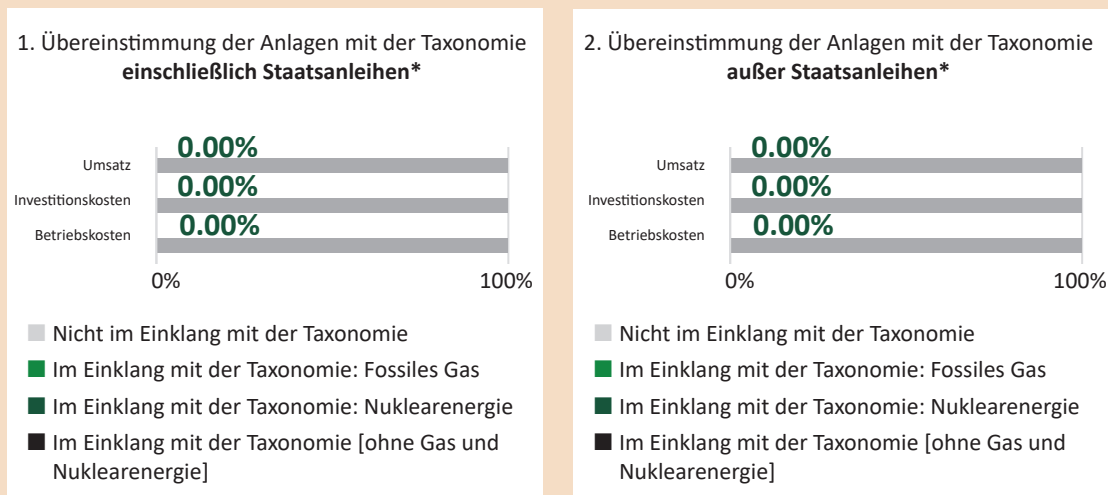 1. Übereinstimmung der Anlagen mit der Taxonomie
einschließlich Staatsanleihen*
0.00%
Umsatz
0.00%
Investitionskosten
0.00%
Betriebskosten
0%
100%
Nicht im Einklang mit der Taxonomie
Im Einklang mit der Taxonomie: Fossiles Gas
Im Einklang mit der Taxonomie: Nuklearenergie
Im Einklang mit der Taxonomie [ohne Gas und
Nuklearenergie]
2. Übereinstimmung der Anlagen mit der Taxonomie
außer Staatsanleihen*
0.00%
Umsatz
0.00%
Investitionskosten
0.00%
Betriebskosten
0%
100%
Nicht im Einklang mit der Taxonomie
Im Einklang mit der Taxonomie: Fossiles Gas
Im Einklang mit der Taxonomie: Nuklearenergie
Im Einklang mit der Taxonomie [ohne Gas und
Nuklearenergie]